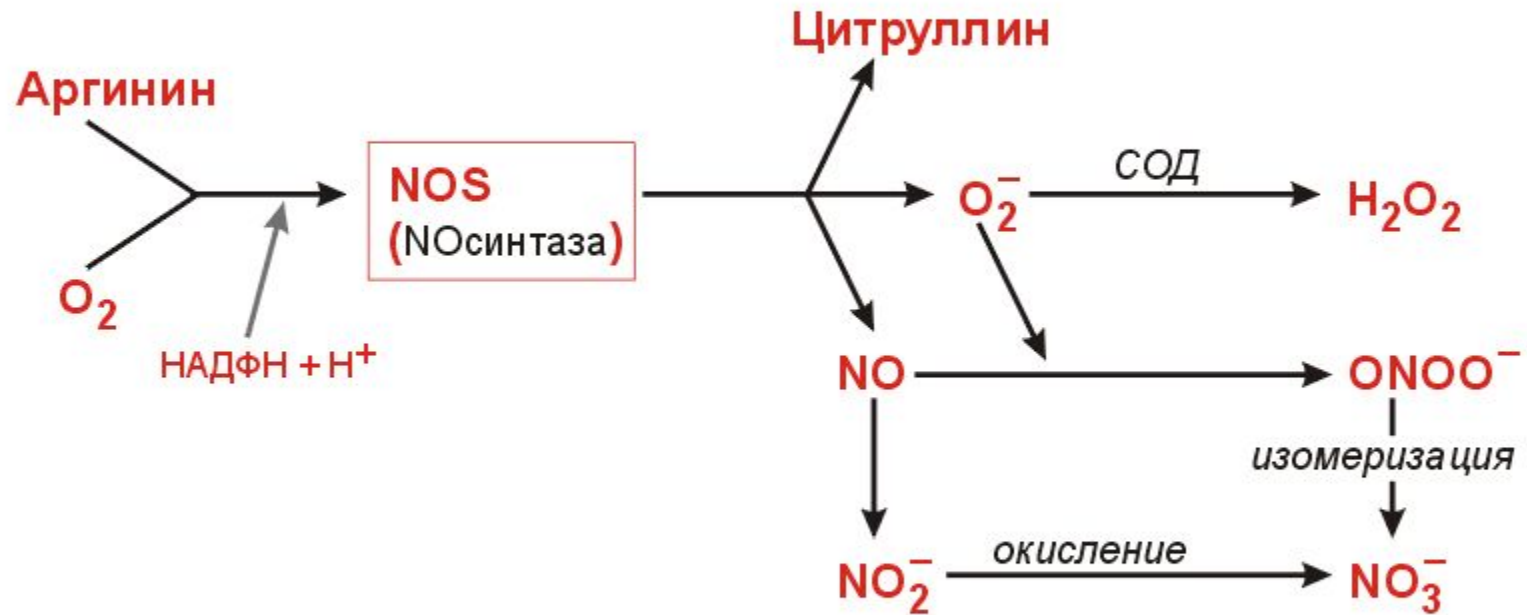 Цитруллин
Аргинин
NOS
(NOсинтаза)
O₂⁻
СОД
H₂O₂
O₂
НАДФН + H⁺
NO
ONOO⁻
изомеризация
NO₂⁻
окисление
NO₃⁻